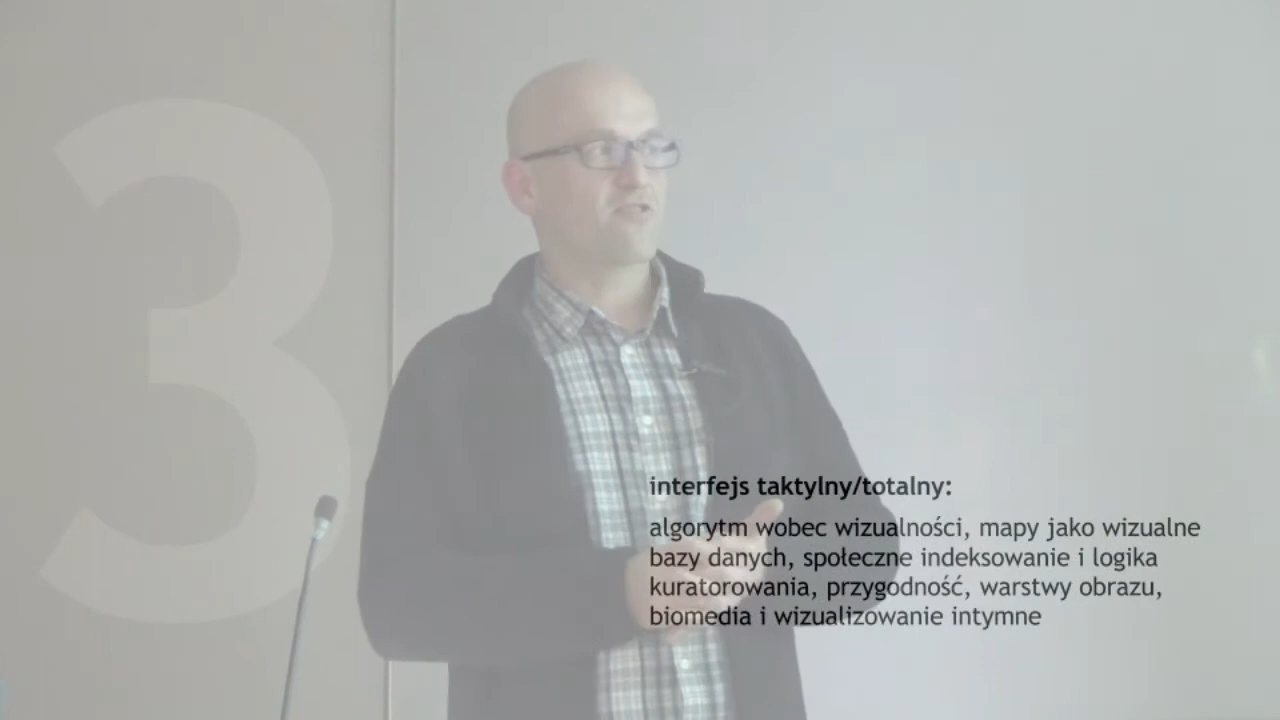 3
interfejs taktylny/totalny:
algorytm wobec wizualności, mapy jako wizualne
bazy danych, społeczne indeksowanie i logika
kuratorowania, przygodność, warstwy obrazu,
biomedia i wizualizowanie intymne